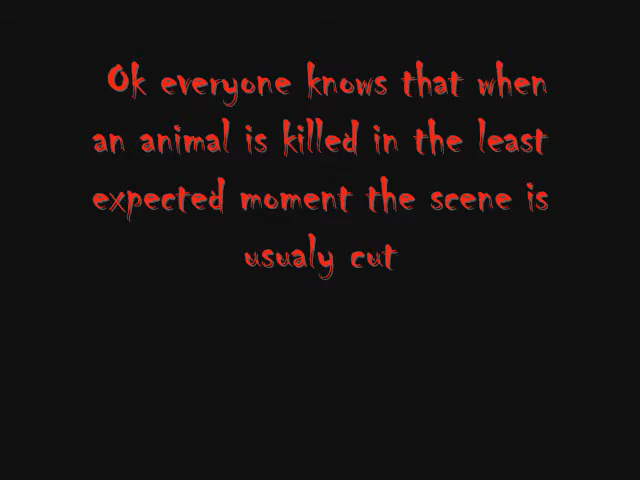 Ok everyone knows that when
an animal is killed in the least
expected moment the scene is
usualy cut